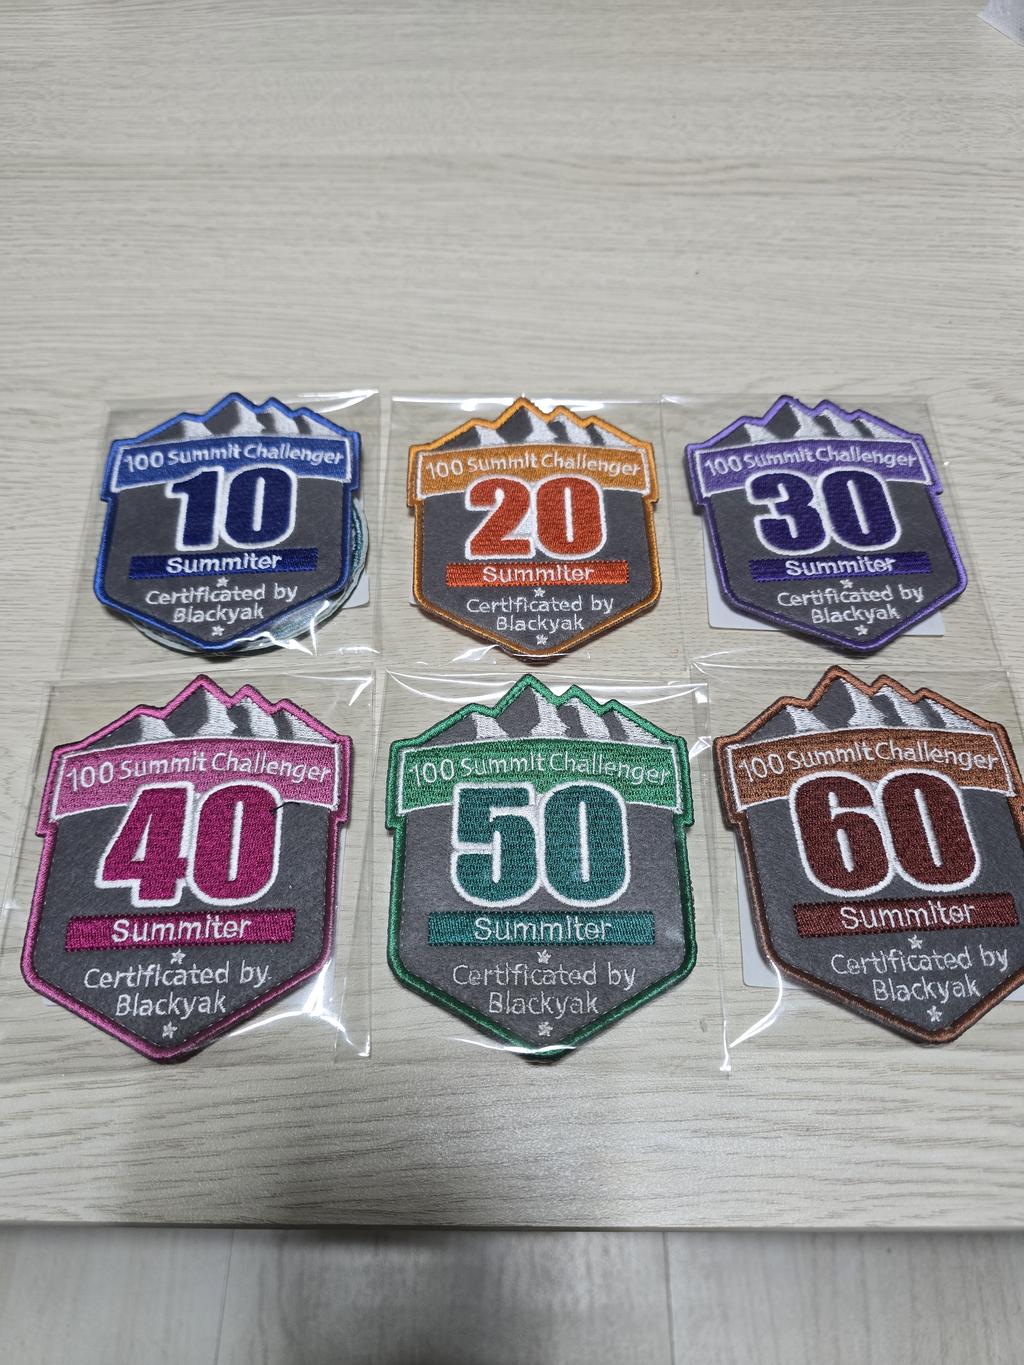 100 Summit Challenger
10
Summiter
Certificated by
Blackyak
100 Summit Challenger
20
Summiter
Certificated by
Blackyak
100 Summit Challenger
30
Summiter
Certificated by
Blackyak
100 Summit Challenger
40
Summiter
Certificated by
Blackyak
100 Summit Challenger
50
Summiter
Certificated by
Blackyak
100 Summit Challenger
60
Summiter
Certificated by
Blackyak